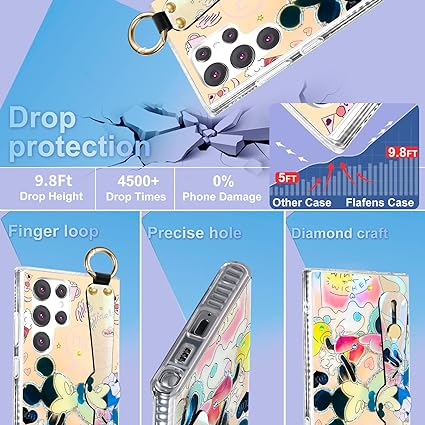 Drop
protection
9.8Ft
Drop Height
4500+
Drop Times
0%
Phone Damage
5FT
9.8FT
Other Case
Flafens Case
Finger loop
Precise hole
Diamond craft